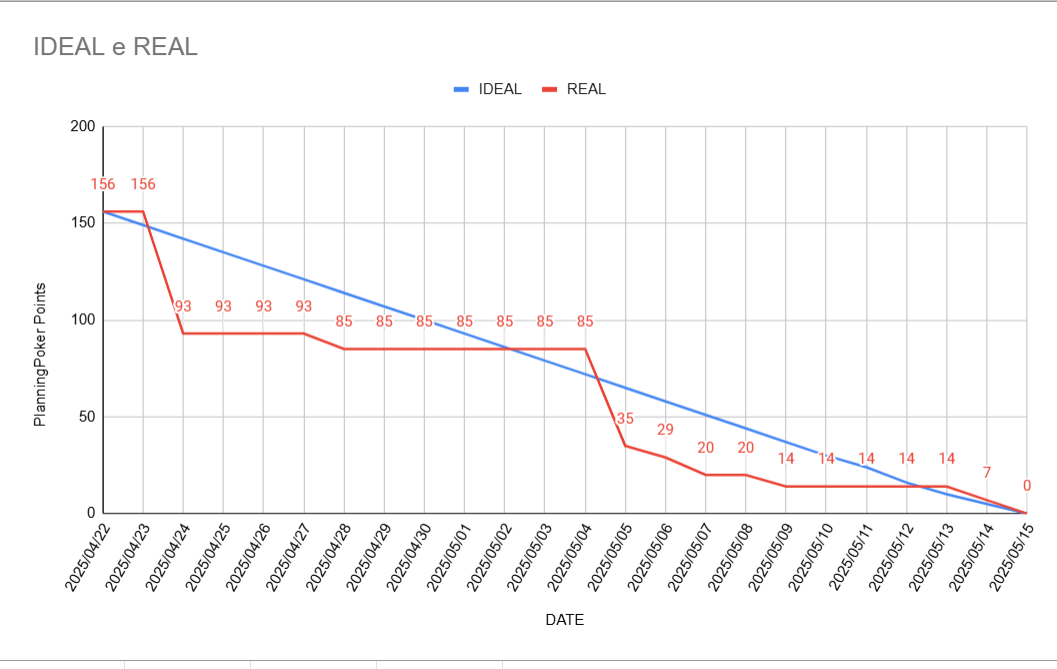 IDEAL e REAL
IDEAL REAL
200
150
100
50
0
PlanningPoker Points
156 156 93 93 93 93 85 85 85 85 85 85 85 35 29 20 20 14 14 14 14 14 7 0
2025/04/22 2025/04/23 2025/04/24 2025/04/25 2025/04/26 2025/04/27 2025/04/28 2025/04/29 2025/04/30 2025/05/01 2025/05/02 2025/05/03 2025/05/04 2025/05/05 2025/05/06 2025/05/07 2025/05/08 2025/05/09 2025/05/10 2025/05/11 2025/05/12 2025/05/13 2025/05/14 2025/05/15
DATE